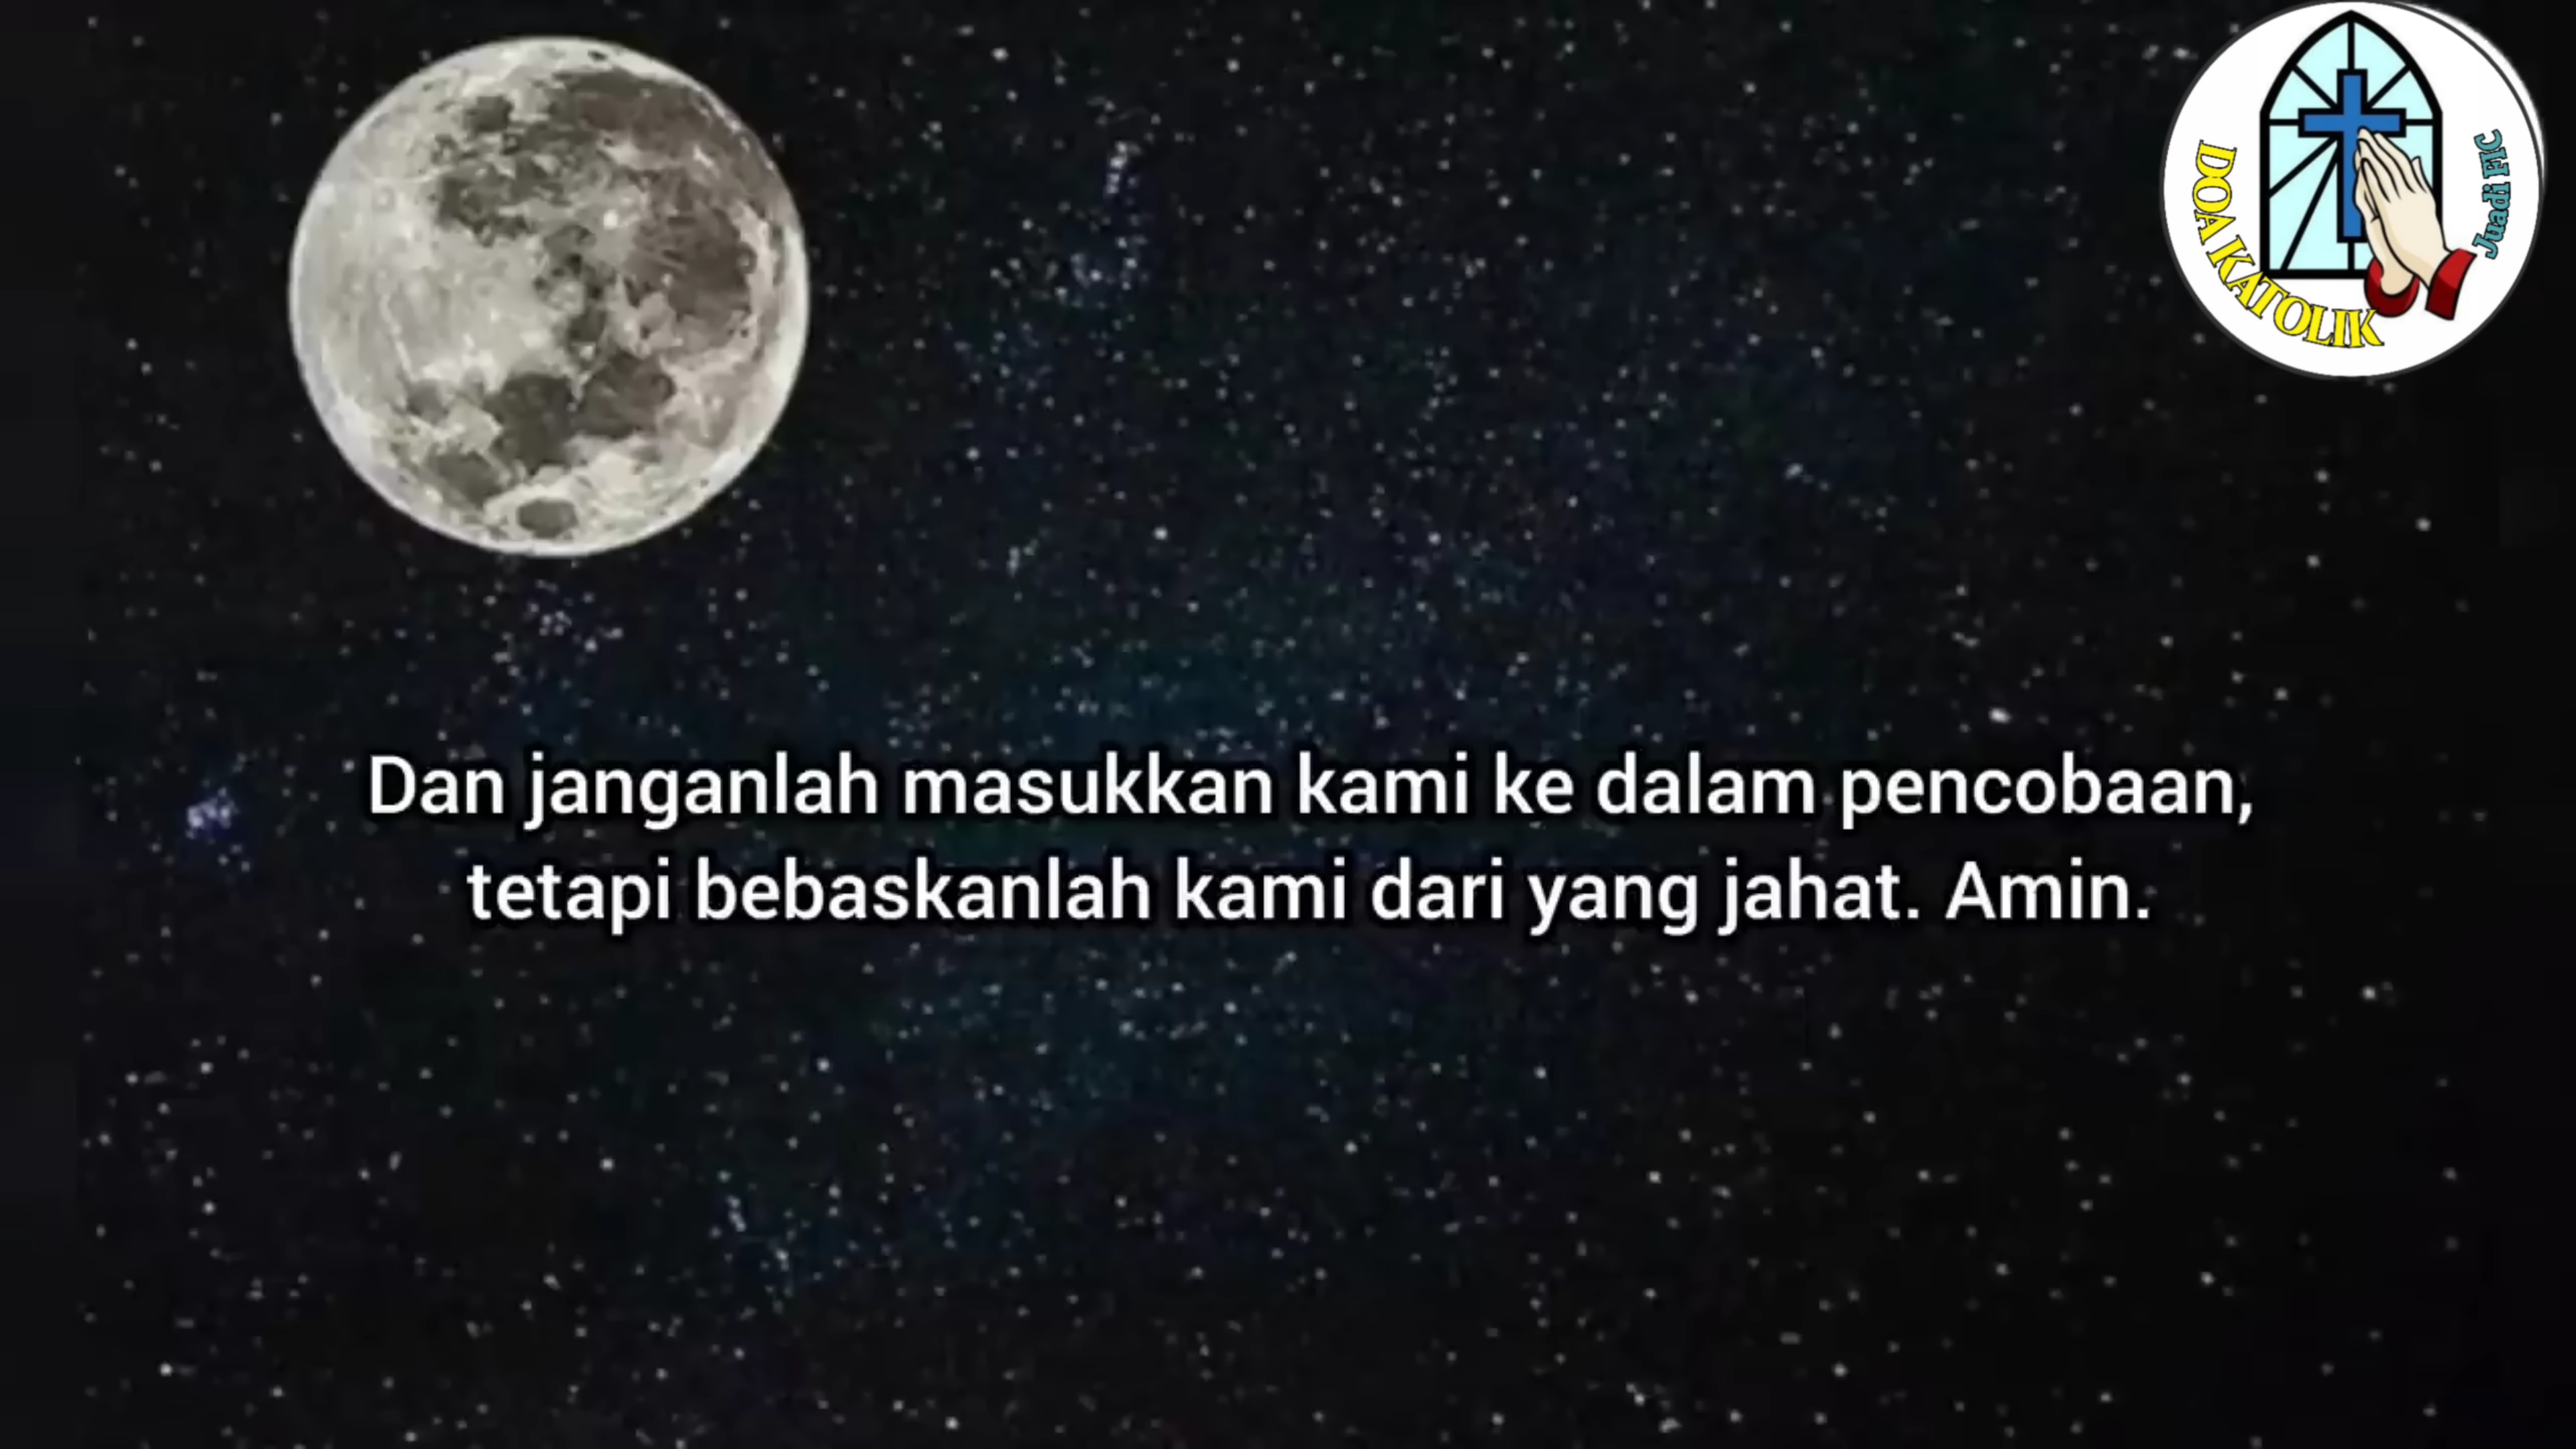 DOA KATOLIK
Juadi FIC
Dan janganlah masukkan kami ke dalam pencobaan,
tetapi bebaskanlah kami dari yang jahat. Amin.